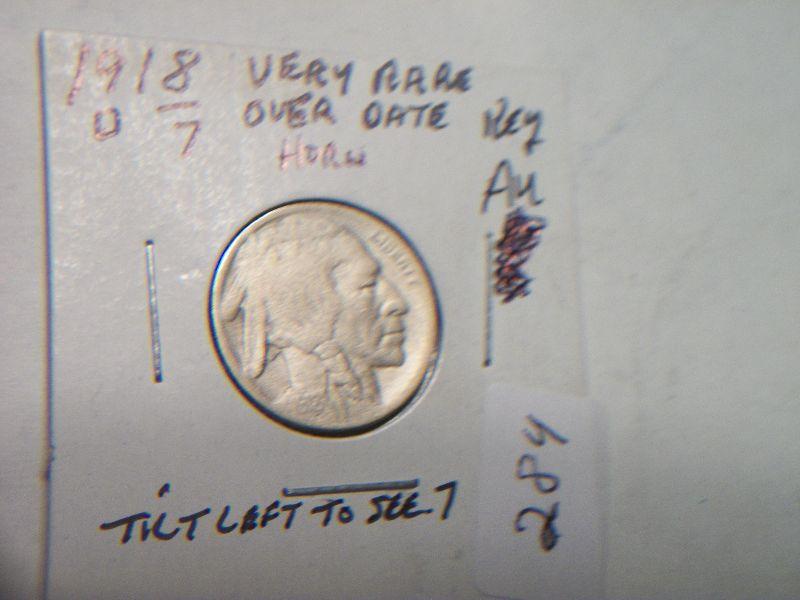 1918 VERY RARE
D 7 OVER DATE Key
HORN
AU
LIBERTY
TILT LEFT TO SEE 7
284